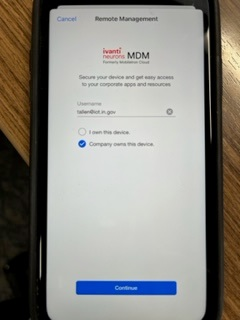 Cancel
Remote Management
ivanti
neurons MDM
Formerly MobileIron Cloud
Secure your device and get easy access
to your corporate apps and resources.
Username
tallen@iot.in.gov
I own this device.
Company owns this device.
Continue